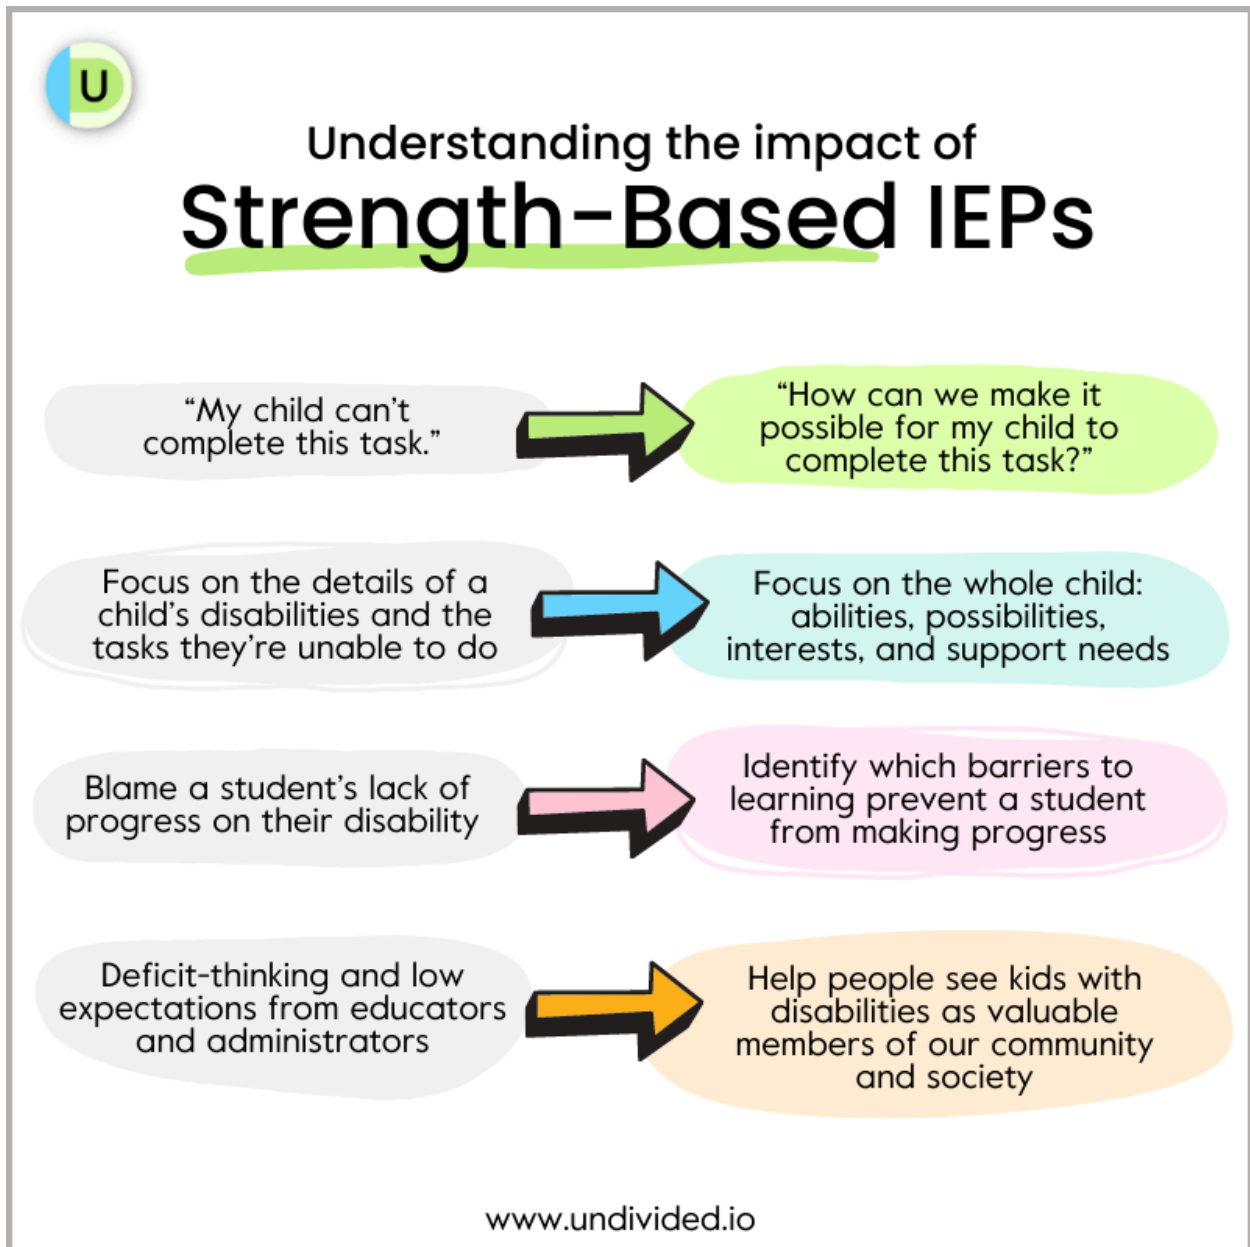 U
Understanding the impact of
Strength-Based IEPs
“My child can’t
complete this task.”
“How can we make it
possible for my child to
complete this task?”
Focus on the details of a
child’s disabilities and the
tasks they’re unable to do
Focus on the whole child:
abilities, possibilities,
interests, and support needs
Blame a student’s lack of
progress on their disability
Identify which barriers to
learning prevent a student
from making progress
Deficit-thinking and low
expectations from educators
and administrators
Help people see kids with
disabilities as valuable
members of our community
and society
www.undivided.io